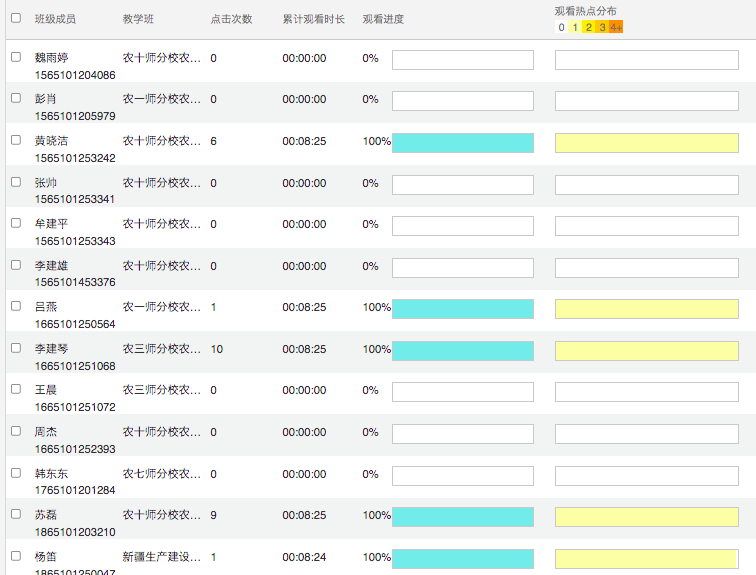 班级成员 教学班 点击次数 累计观看时长 观看进度 观看热点分布
0 1 2 3 4+
魏雨婷 农十师分校农... 0 00:00:00 0%
1565101204086
彭肖 农一师分校农... 0 00:00:00 0%
1565101205979
黄晓洁 农十师分校农... 6 00:08:25 100%
1565101253242
张帅 农十师分校农... 0 00:00:00 0%
1565101253341
牟建平 农十师分校农... 0 00:00:00 0%
1565101253343
李建雄 农十师分校农... 0 00:00:00 0%
1565101453376
吕燕 农一师分校农... 1 00:08:25 100%
1665101250564
李建琴 农三师分校农... 10 00:08:25 100%
1665101251068
王晨 农三师分校农... 0 00:00:00 0%
1665101251072
周杰 农十师分校农... 0 00:00:00 0%
1665101252393
韩东东 农七师分校农... 0 00:00:00 0%
1765101201284
苏磊 农十师分校农... 9 00:08:25 100%
1865101203210
杨笛 新疆生产建设... 1 00:08:24 100%
1865101250047